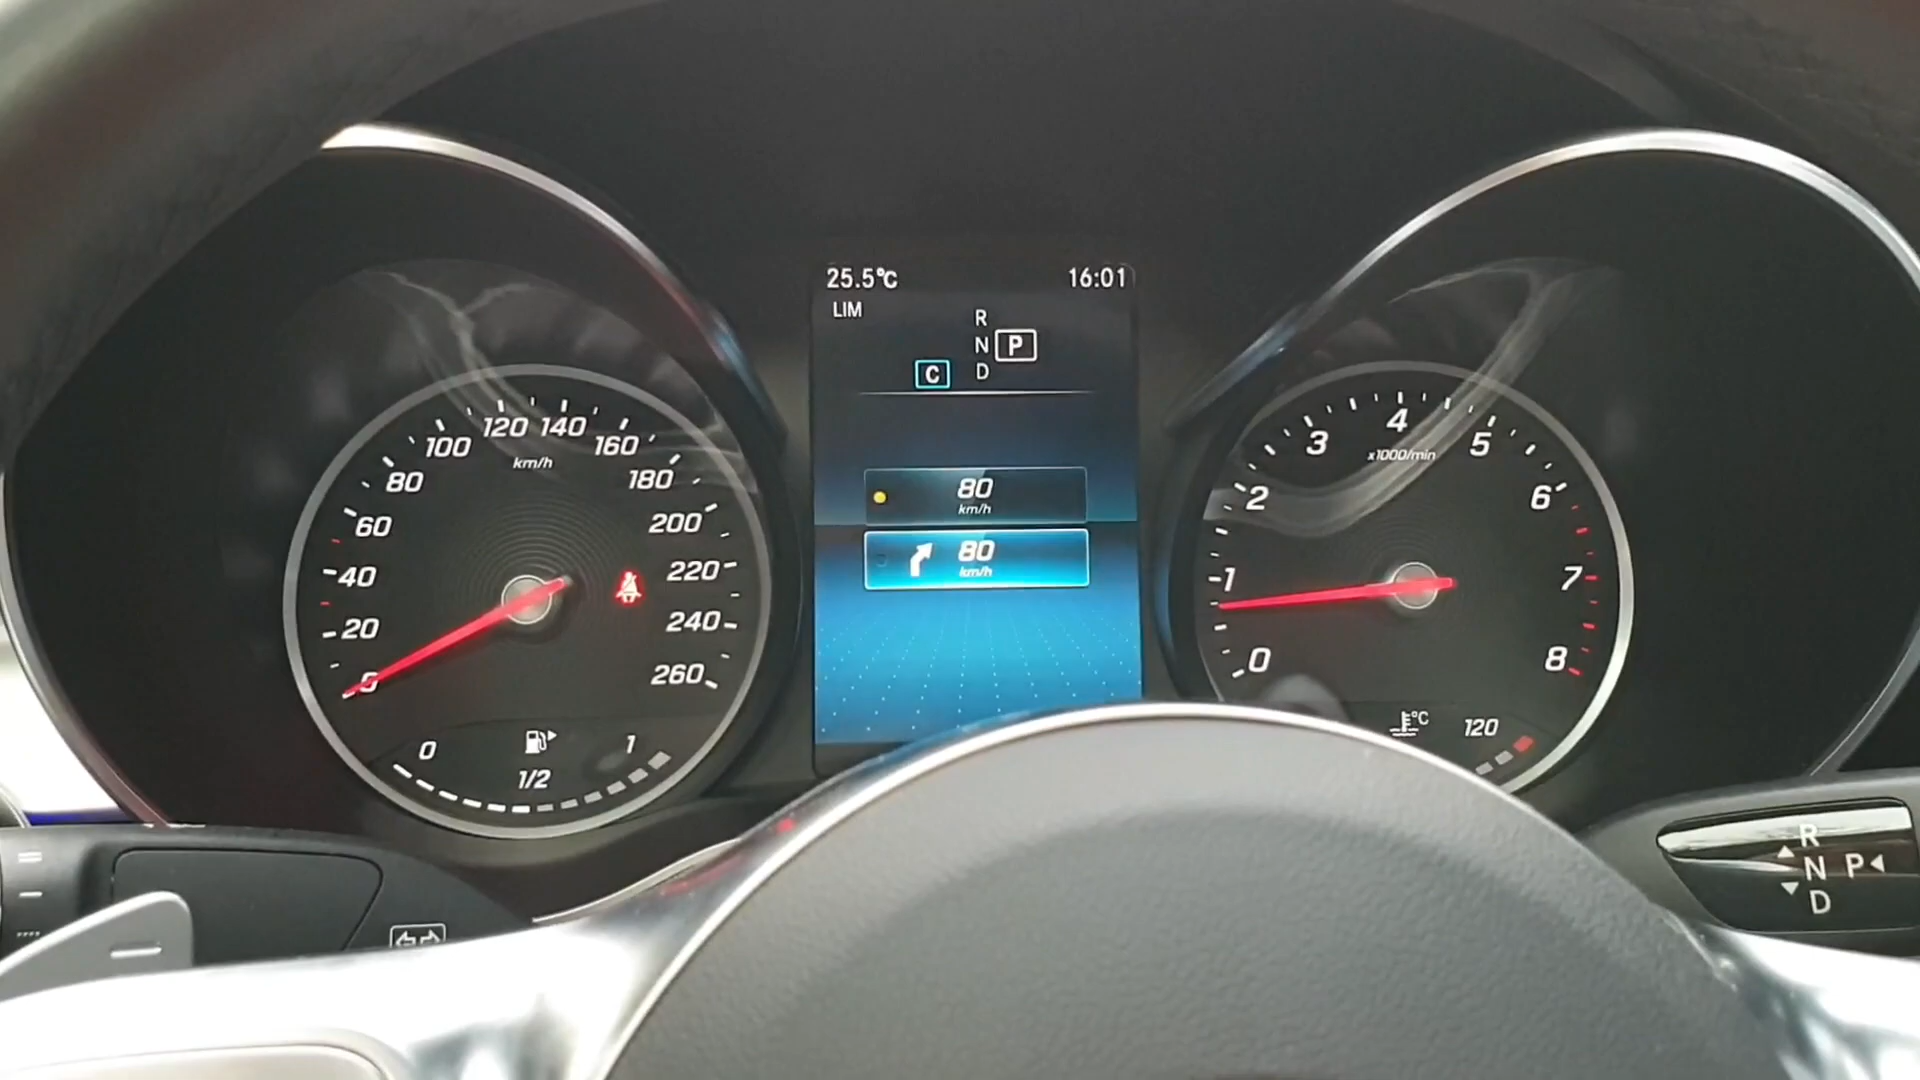 25.5°C 16:01
LIM
R
N P
C D
80
km/h
80
km/h
0 20 40 60 80 100 120 140 160 180 200 220 240 260
km/h
0 1/2 1
0 1 2 3 4 5 6 7 8
x1000/min
°C 120
R
N P
D